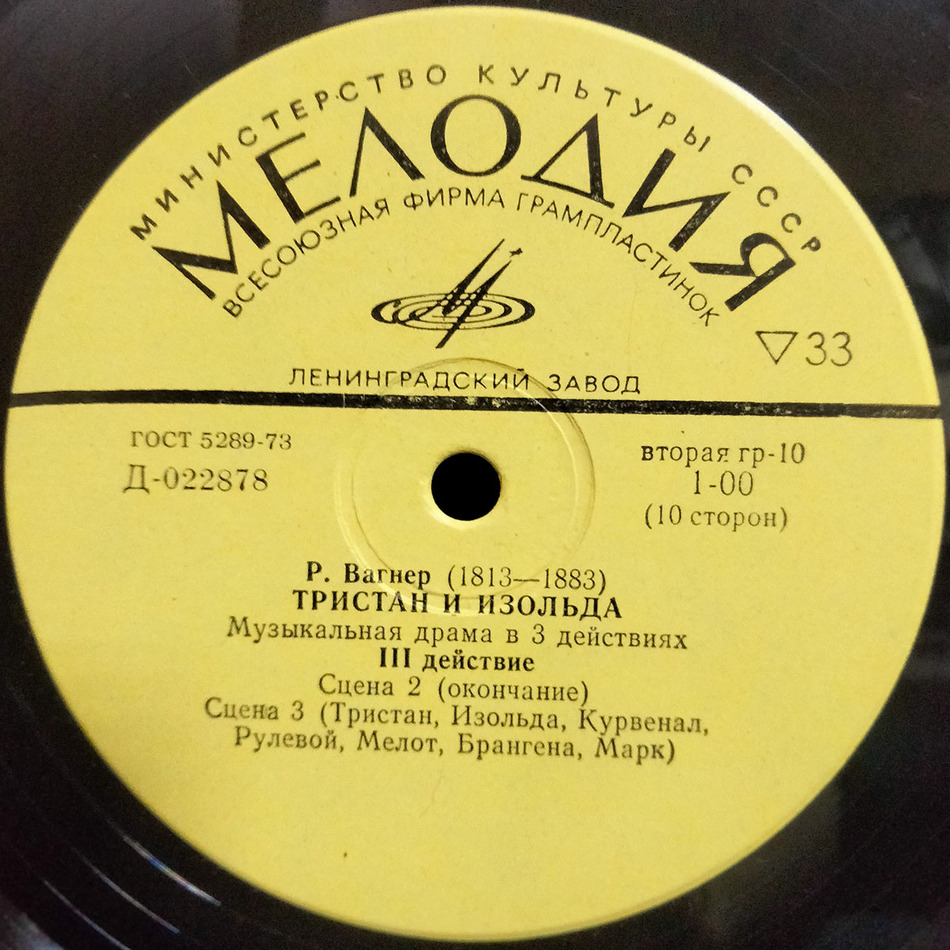 МИНИСТЕРСТВО КУЛЬТУРЫ СССР
МЕЛОДИЯ
ВСЕСОЮЗНАЯ ФИРМА ГРАМПЛАСТИНОК
▽33
ЛЕНИНГРАДСКИЙ ЗАВОД
ГОСТ 5289-73
Д-022878
вторая гр-10
1-00
(10 сторон)
Р. Вагнер (1813—1883)
ТРИСТАН И ИЗОЛЬДА
Музыкальная драма в 3 действиях
III действие
Сцена 2 (окончание)
Сцена 3 (Тристан, Изольда, Курвенал,
Рулевой, Мелот, Брангена, Марк)